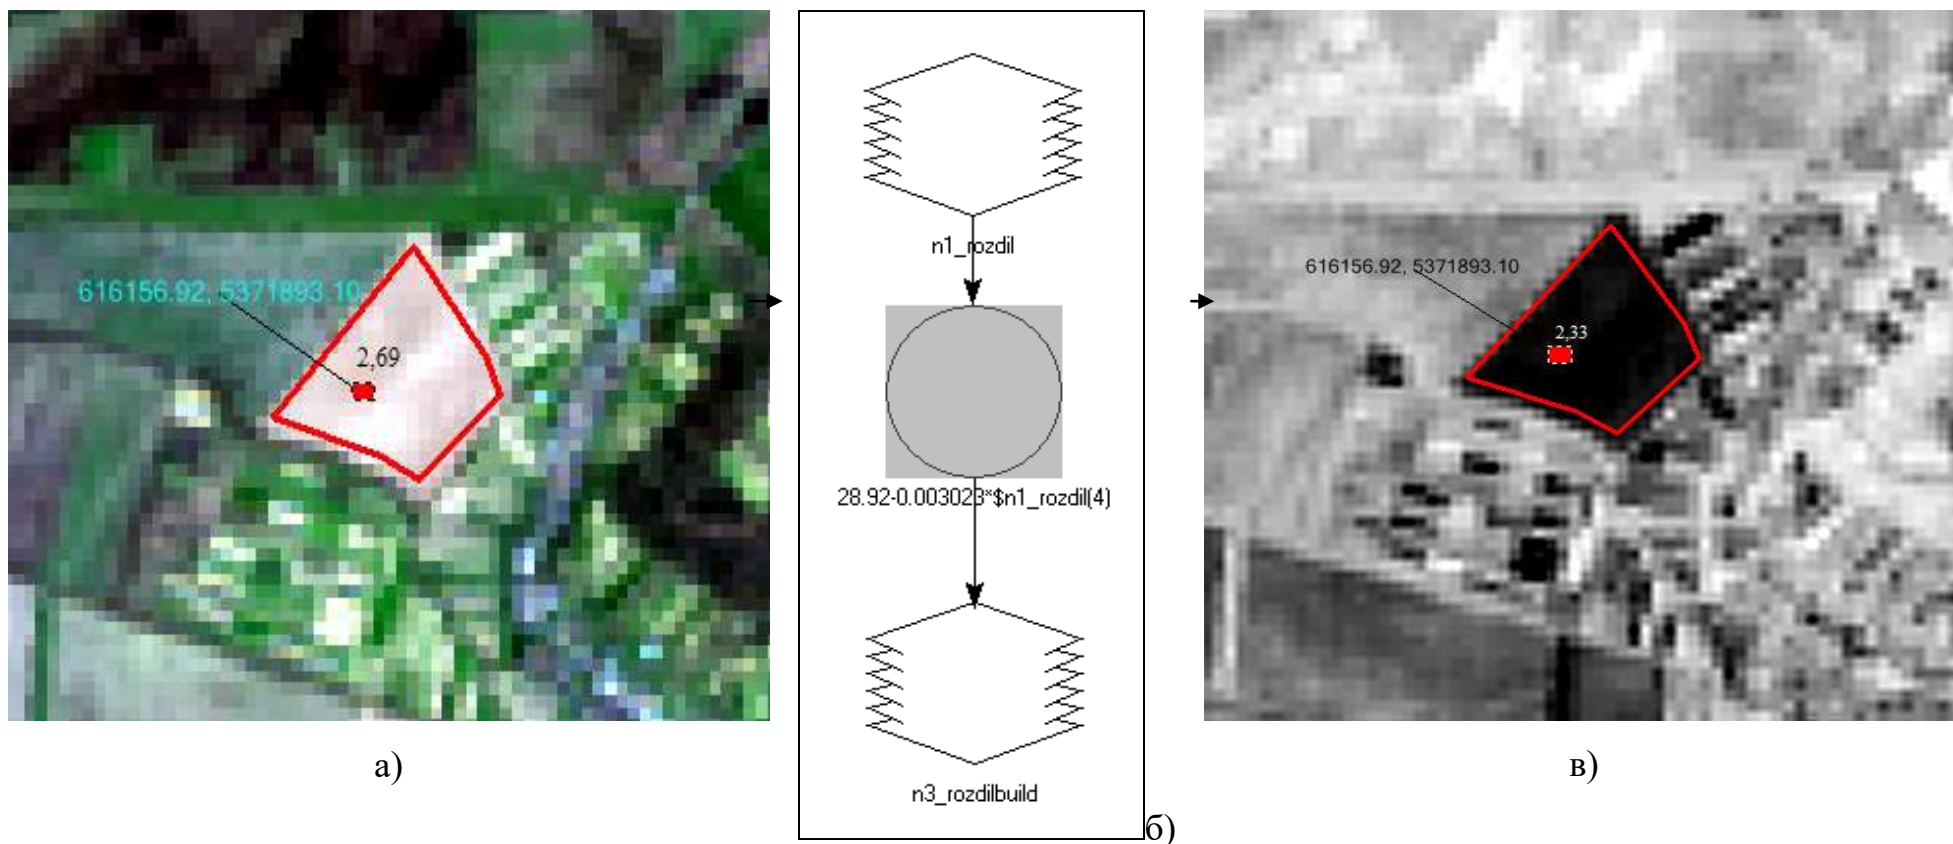 616156.92, 5371893.10
2,69
n1_rozdil
28.92-0.003023*$n1_rozdil(4)
n3_rozdilbuild
616156.92, 5371893.10
2,33
а)
б)
в)